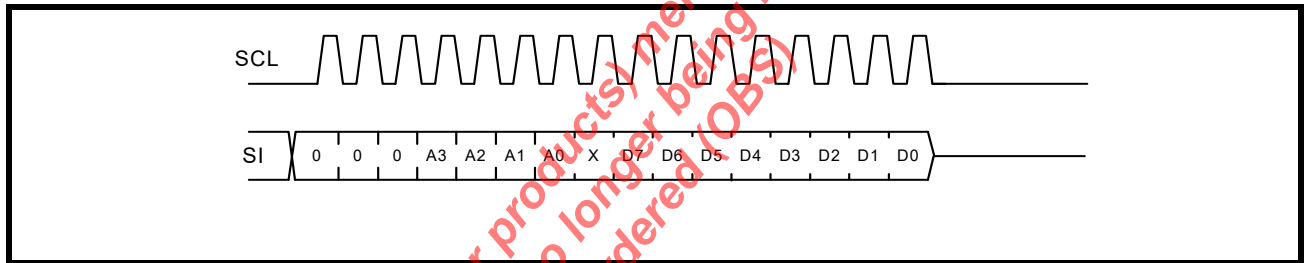 SCL
SI 0 0 0 A3 A2 A1 A0 X D7 D6 D5 D4 D3 D2 D1 D0
products)
no longer being
(OBS)